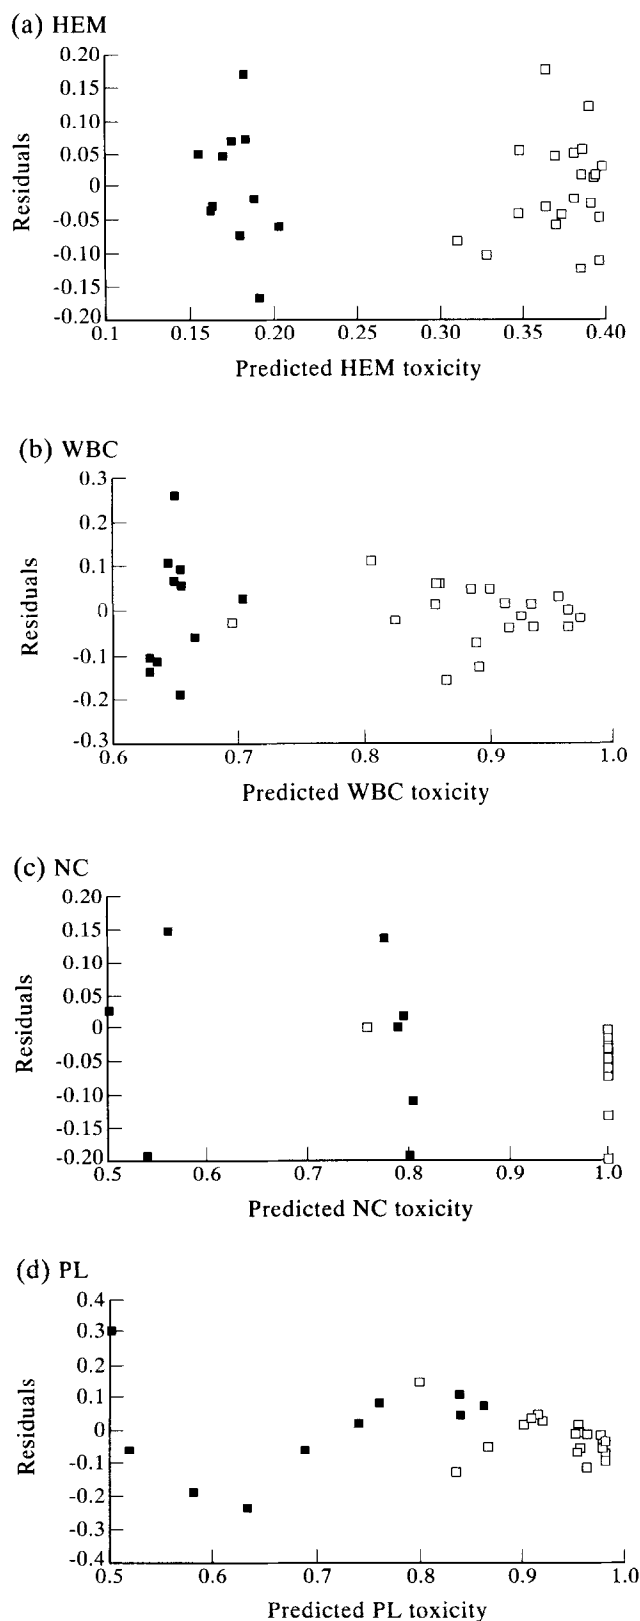 (a) HEM
0.20
0.15
0.10
0.05
0
-0.05
-0.10
-0.15
-0.20
Residuals
0.1 0.15 0.20 0.25 0.30 0.35 0.40
Predicted HEM toxicity
(b) WBC
0.3
0.2
0.1
0
-0.1
-0.2
-0.3
Residuals
0.6 0.7 0.8 0.9 1.0
Predicted WBC toxicity
(c) NC
0.20
0.15
0.10
0.05
0
-0.05
-0.10
-0.15
-0.20
Residuals
0.5 0.6 0.7 0.8 0.9 1.0
Predicted NC toxicity
(d) PL
0.4
0.3
0.2
0.1
0
-0.1
-0.2
-0.3
-0.4
Residuals
0.5 0.6 0.7 0.8 0.9 1.0
Predicted PL toxicity